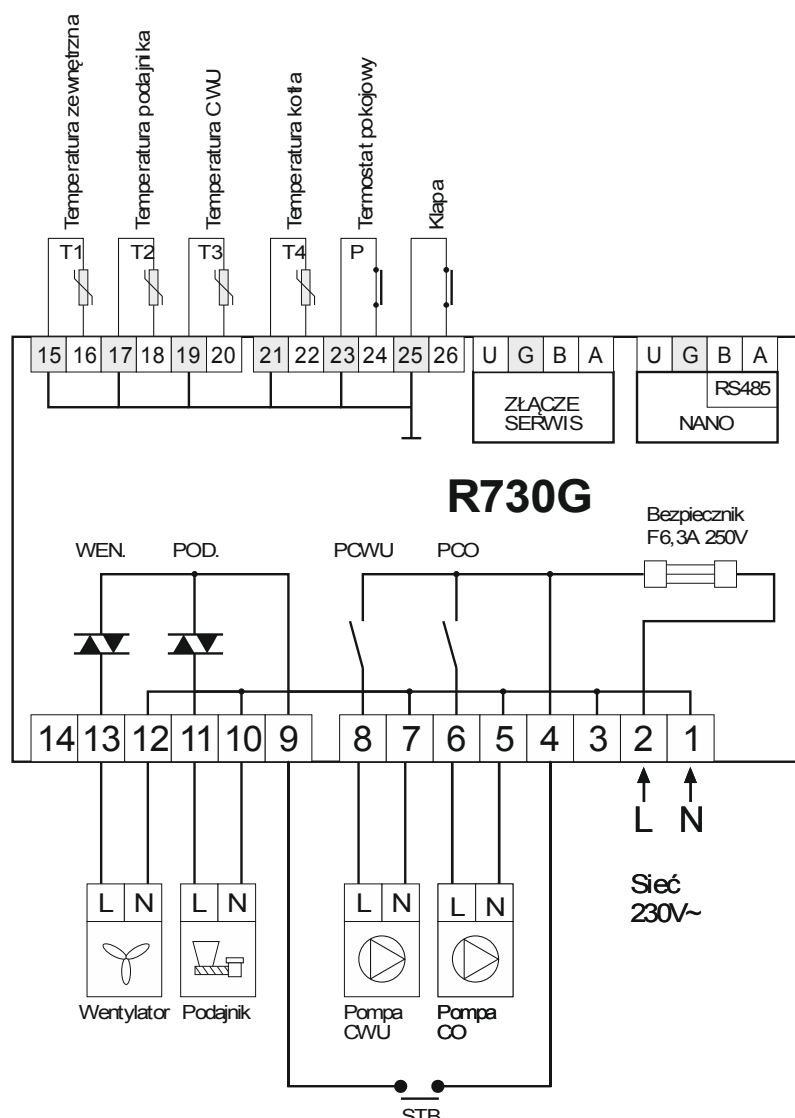 Temperatura zewnętrzna
Temperatura podajnika
Temperatura CWU
Temperatura kotła
Termostat pokojowy
Klapa
T1 T2 T3 T4 P
15 16 17 18 19 20 21 22 23 24 25 26 U G B A U G B A
RS485
ZŁĄCZE
SERWIS
NANO
R730G
Bezpiecznik
F6,3A 250V
WEN. POD. PCWU PCO
14 13 12 11 10 9 8 7 6 5 4 3 2 1
L N
Sieć
230V~
L N L N L N L N
Wentylator Podajnik
Pompa
CWU
Pompa
CO
STB